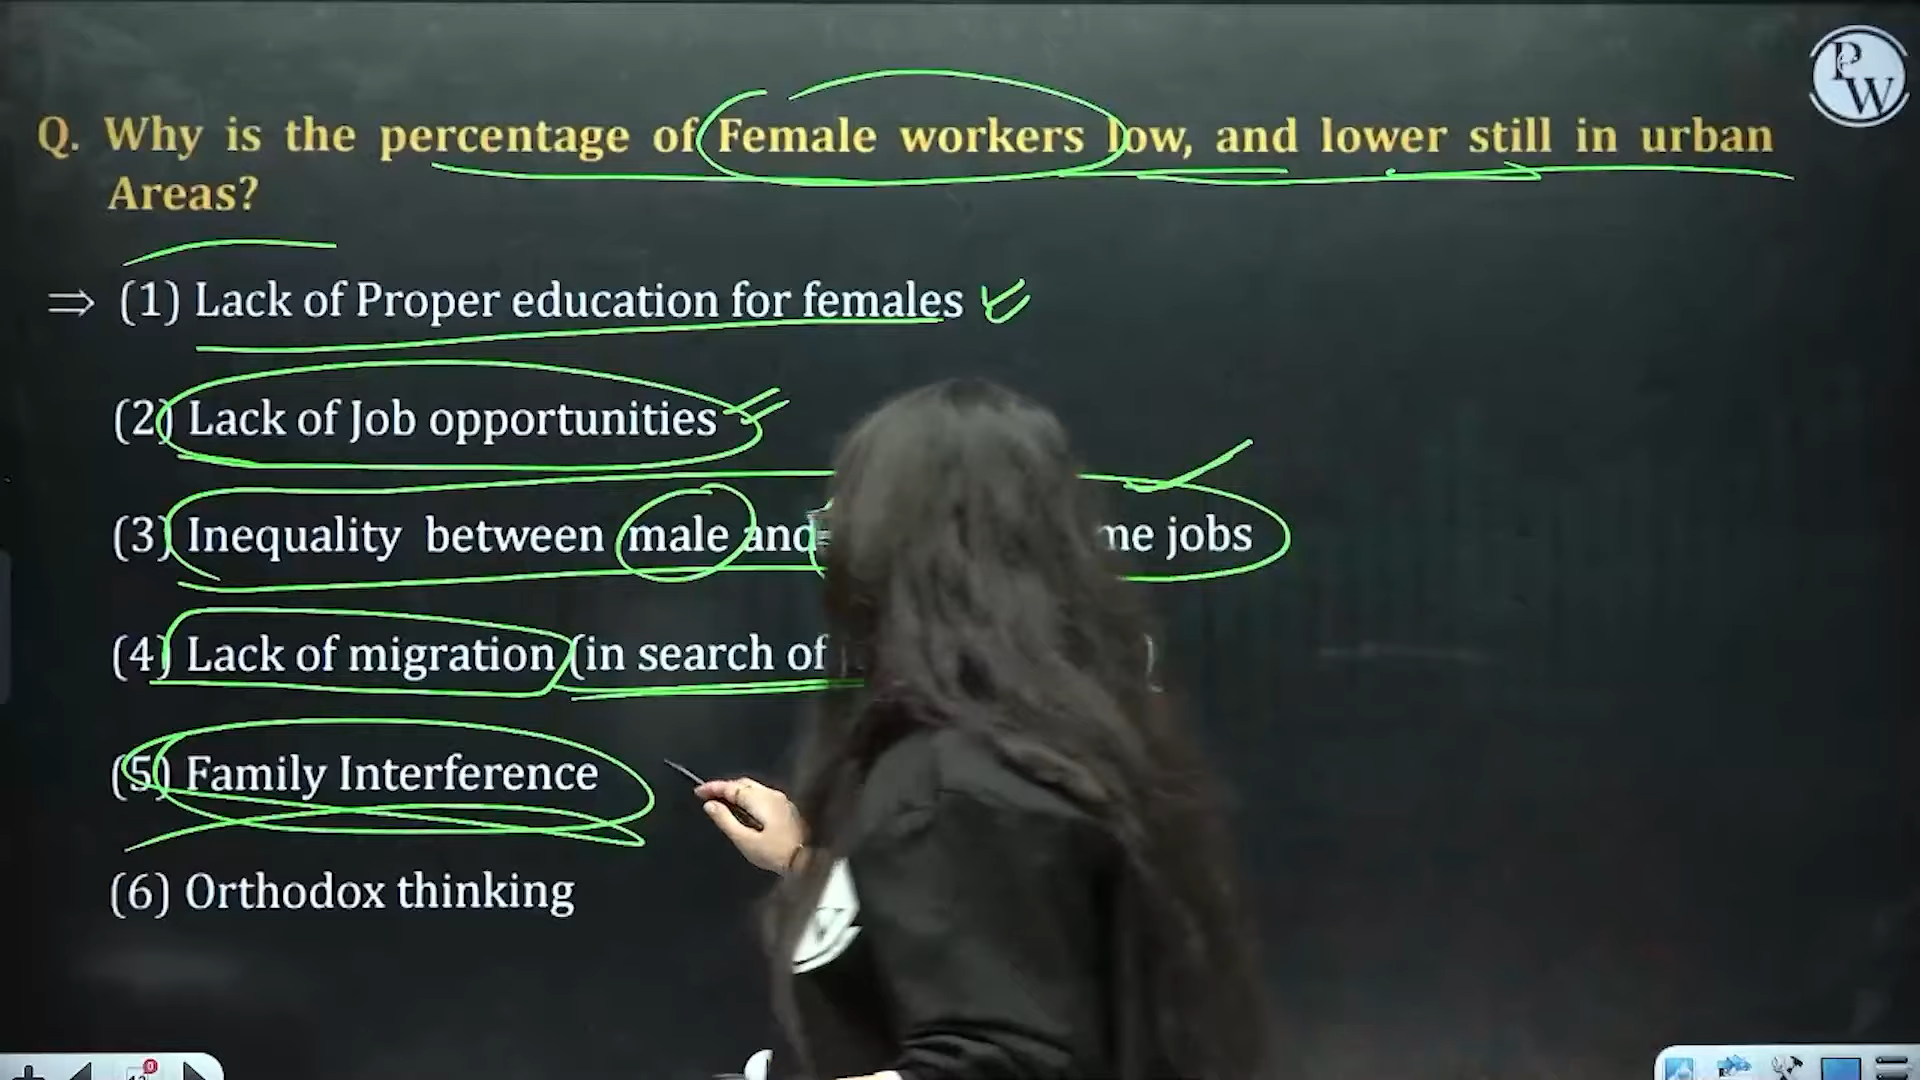 Q. Why is the percentage of Female workers low, and lower still in urban
Areas?
⇒ (1) Lack of Proper education for females
(2) Lack of Job opportunities
(3) Inequality between male and jobs
(4) Lack of migration (in search of
(5) Family Interference
(6) Orthodox thinking
PW